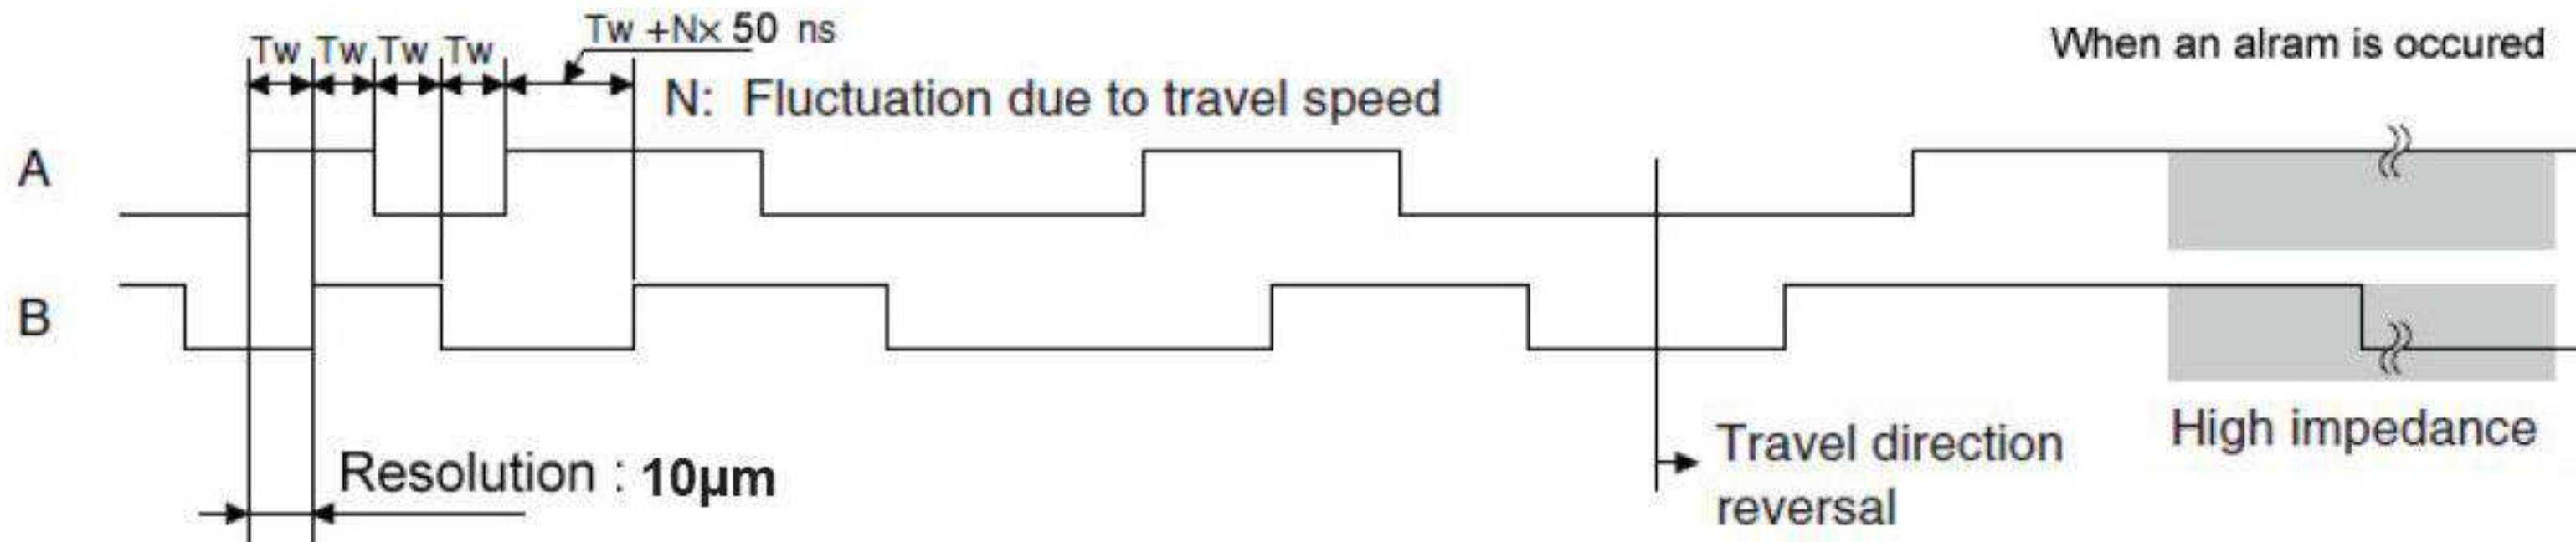 Tw +N× 50 ns
Tw Tw Tw Tw
When an alram is occured
N: Fluctuation due to travel speed
A
B
Resolution : 10µm
Travel direction
reversal
High impedance